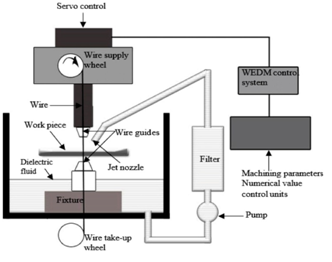 Servo control
Wire supply
wheel
WEDM control
system
Wire
Work piece
Wire guides
Dielectric
fluid
Jet nozzle
Filter
Machining parameters
Numerical value
control units
Fixture
Pump
Wire take-up
wheel